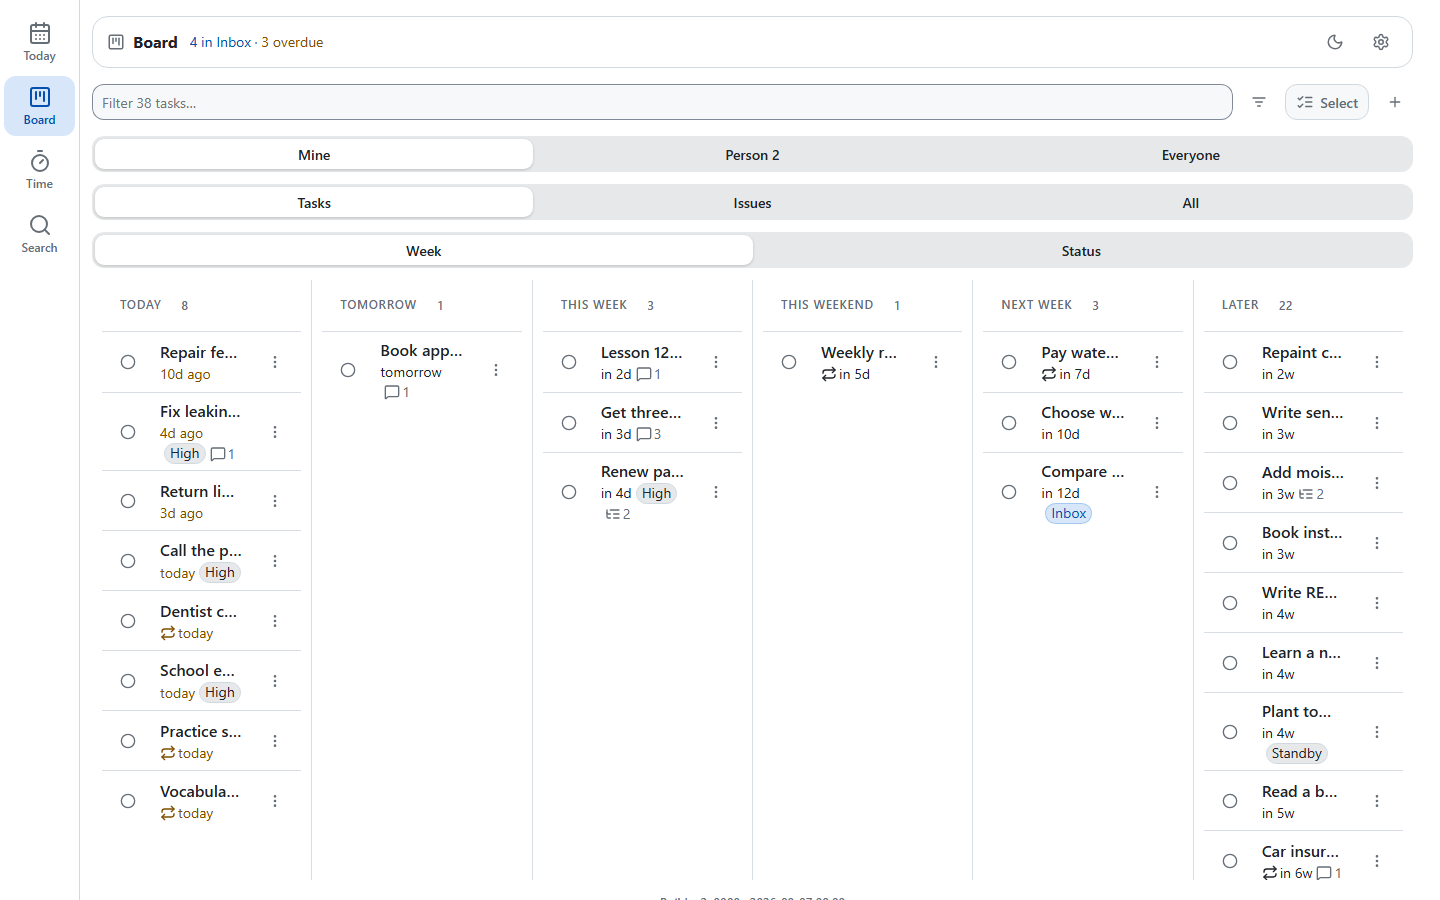 Today
Board
Time
Search
Board 4 in Inbox · 3 overdue
Filter 38 tasks...
Select
Mine Person 2 Everyone
Tasks Issues All
Week Status
TODAY 8
Repair fe...
10d ago
Fix leakin...
4d ago
High 1
Return li...
3d ago
Call the p...
today High
Dentist c...
today
School e...
today High
Practice s...
today
Vocabula...
today
TOMORROW 1
Book app...
tomorrow
1
THIS WEEK 3
Lesson 12...
in 2d 1
Get three...
in 3d 3
Renew pa...
in 4d High
2
THIS WEEKEND 1
Weekly r...
in 5d
NEXT WEEK 3
Pay wate...
in 7d
Choose w...
in 10d
Compare ...
in 12d
Inbox
LATER 22
Repaint c...
in 2w
Write sen...
in 3w
Add mois...
in 3w 2
Book inst...
in 3w
Write RE...
in 4w
Learn a n...
in 4w
Plant to...
in 4w
Standby
Read a b...
in 5w
Car insur...
in 6w 1